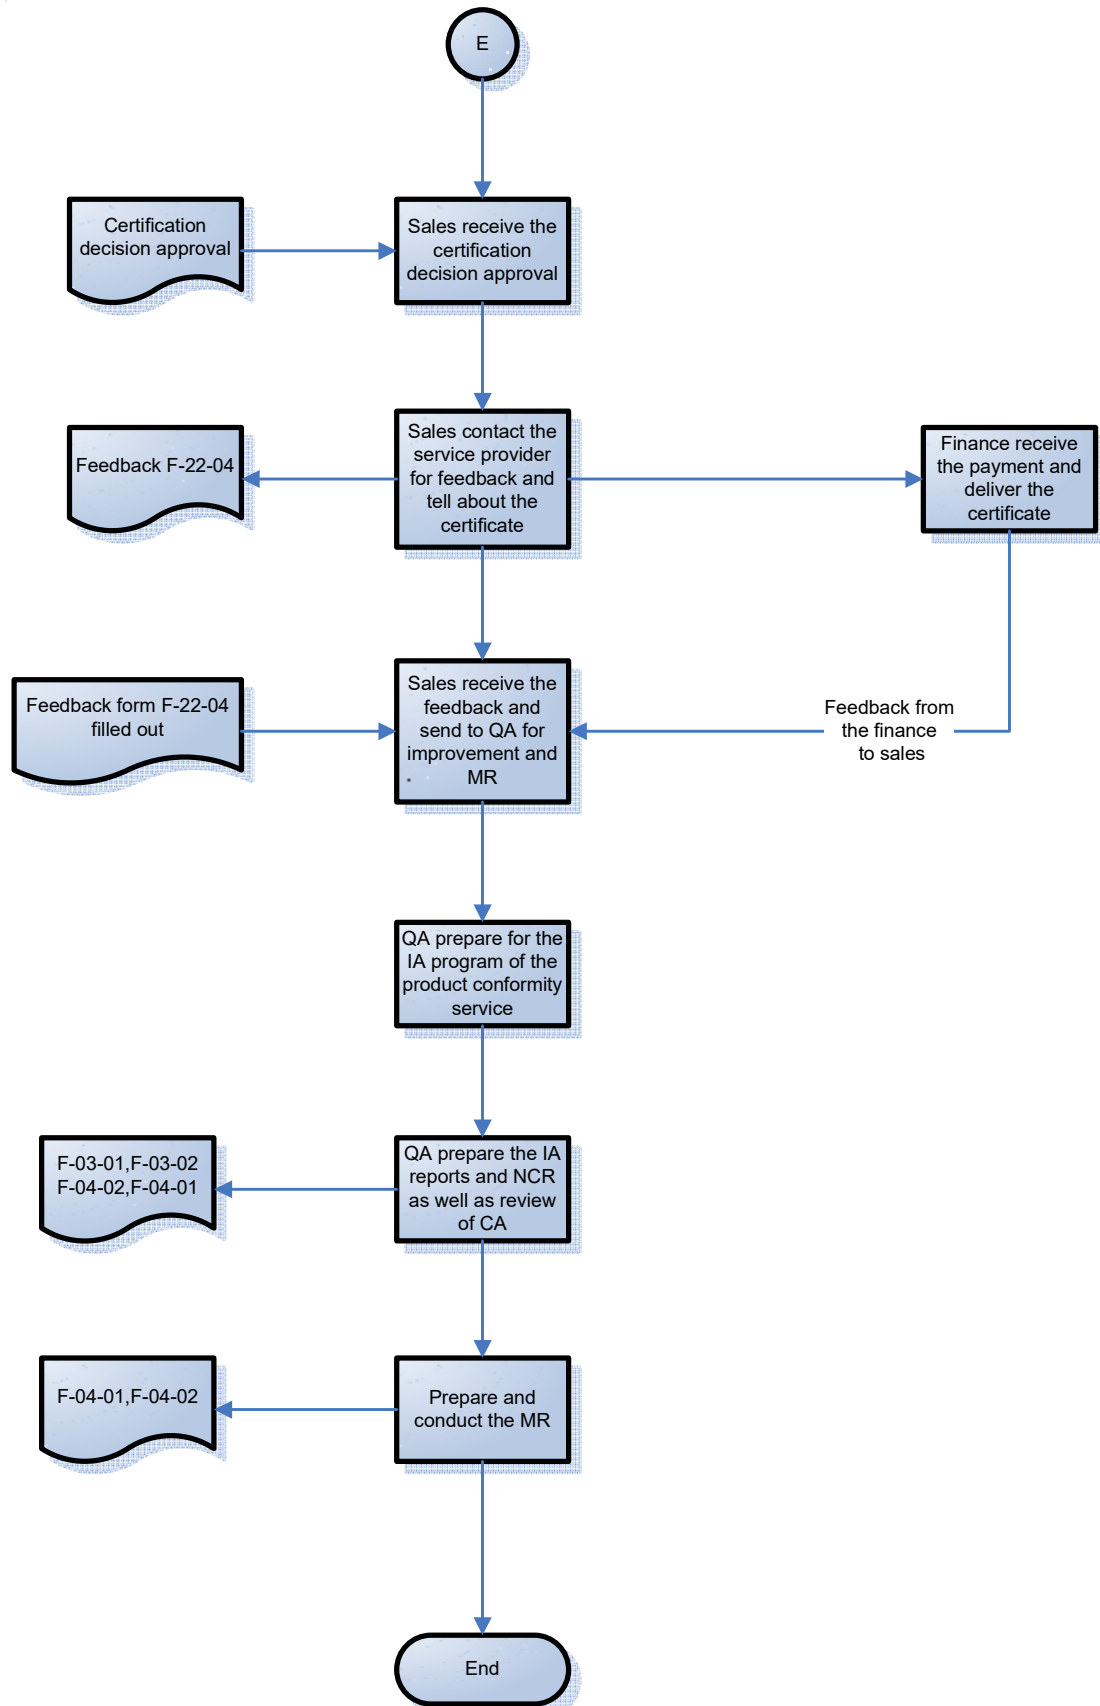 E
Certification
decision approval
Sales receive the
certification
decision approval
Feedback F-22-04
Sales contact the
service provider
for feedback and
tell about the
certificate
Finance receive
the payment and
deliver the
certificate
Feedback form F-22-04
filled out
Sales receive the
feedback and
send to QA for
improvement and
MR
Feedback from
the finance
to sales
QA prepare for the
IA program of the
product conformity
service
F-03-01,F-03-02
F-04-02,F-04-01
QA prepare the IA
reports and NCR
as well as review
of CA
F-04-01,F-04-02
Prepare and
conduct the MR
End